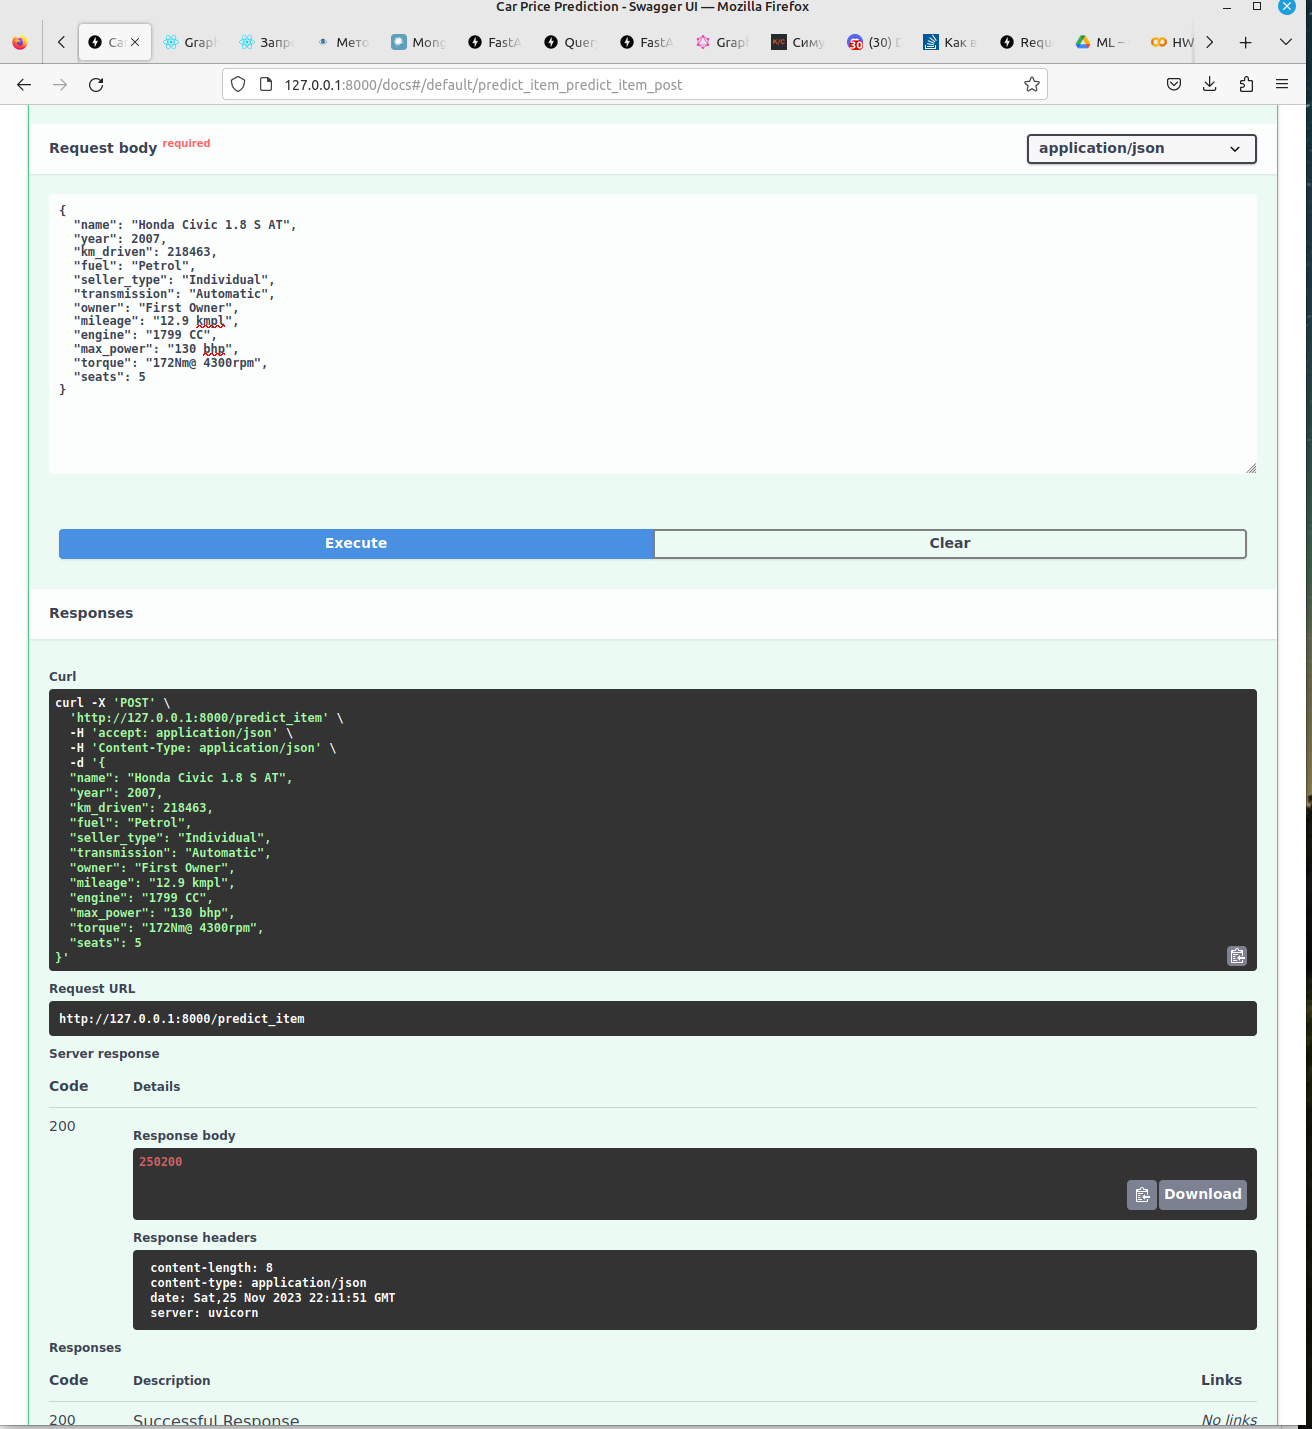 Car Price Prediction - Swagger UI — Mozilla Firefox
Ca Graph Запр Мето Mong FastA Quer FastA Graph K/C Симу 30 (30) Как в Requ ML – HW
127.0.0.1:8000/docs#/default/predict_item_predict_item_post
Request body required
application/json
{
"name": "Honda Civic 1.8 S AT",
"year": 2007,
"km_driven": 218463,
"fuel": "Petrol",
"seller_type": "Individual",
"transmission": "Automatic",
"owner": "First Owner",
"mileage": "12.9 kmpl",
"engine": "1799 CC",
"max_power": "130 bhp",
"torque": "172Nm@ 4300rpm",
"seats": 5
}
Execute
Clear
Responses
Curl
curl -X 'POST' \
'http://127.0.0.1:8000/predict_item' \
-H 'accept: application/json' \
-H 'Content-Type: application/json' \
-d '{
"name": "Honda Civic 1.8 S AT",
"year": 2007,
"km_driven": 218463,
"fuel": "Petrol",
"seller_type": "Individual",
"transmission": "Automatic",
"owner": "First Owner",
"mileage": "12.9 kmpl",
"engine": "1799 CC",
"max_power": "130 bhp",
"torque": "172Nm@ 4300rpm",
"seats": 5
}'
Request URL
http://127.0.0.1:8000/predict_item
Server response
Code Details
200
Response body
250200
Download
Response headers
content-length: 8
content-type: application/json
date: Sat,25 Nov 2023 22:11:51 GMT
server: uvicorn
Responses
Code Description Links
200 Successful Response No links